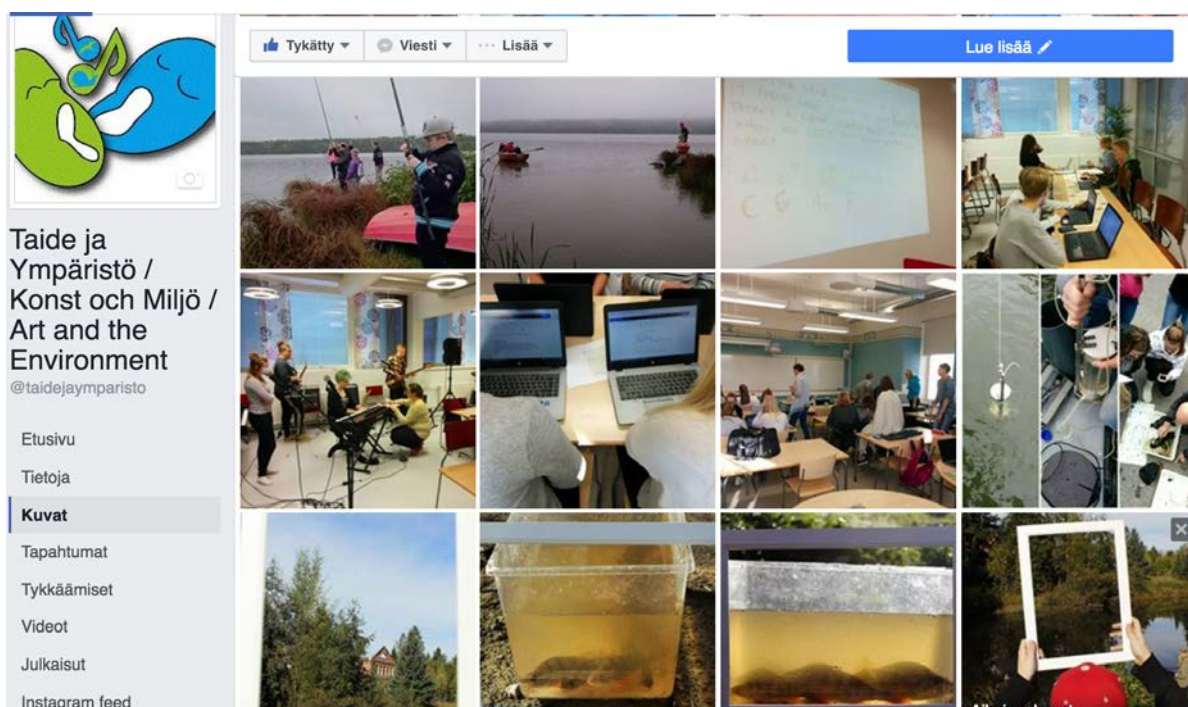 Tykätty
Viesti
Lisää
Lue lisää
Taide ja
Ympäristö /
Konst och Miljö /
Art and the
Environment
@taidejaymparisto
Etusivu
Tietoja
Kuvat
Tapahtumat
Tykkäämiset
Videot
Julkaisut
Instagram feed
C G